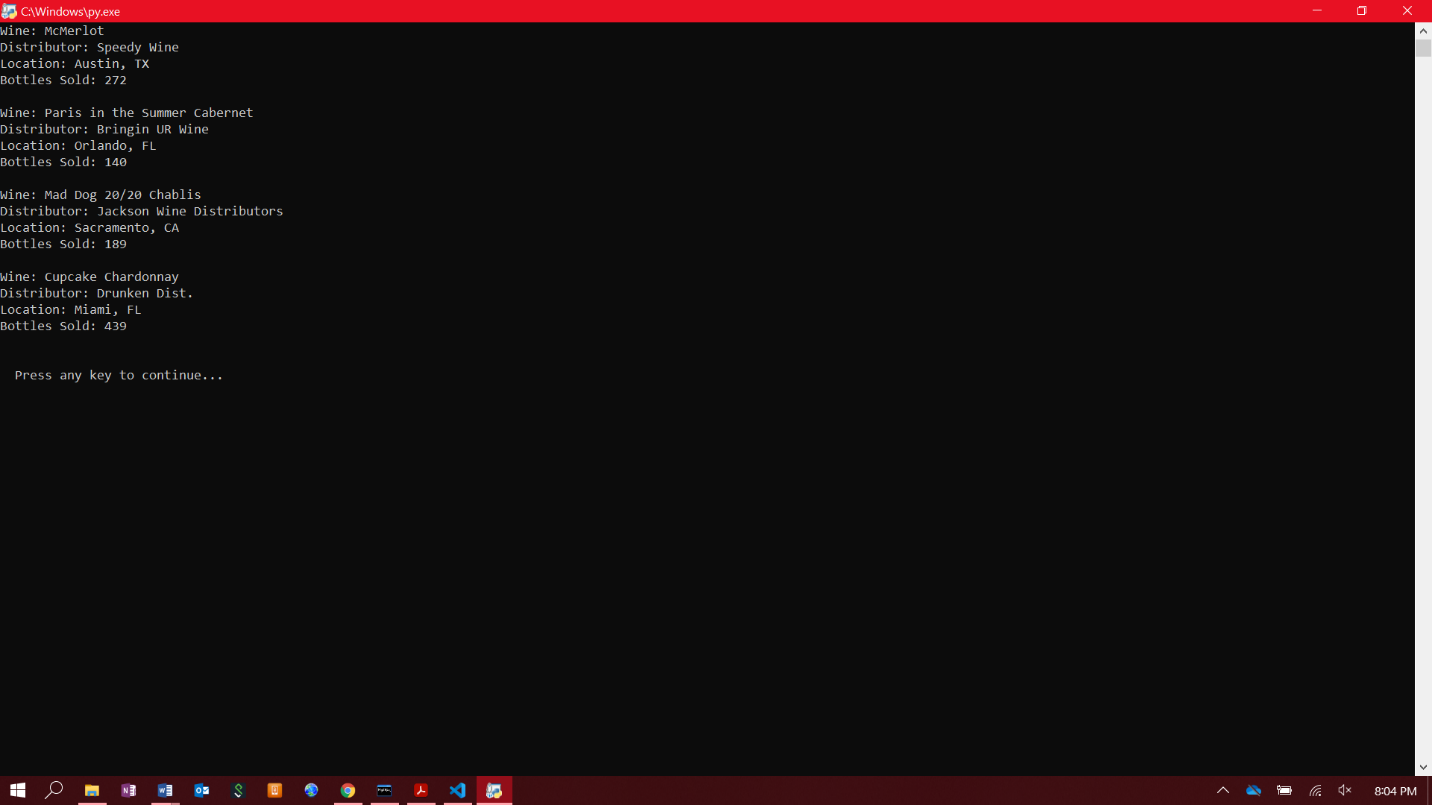 C:\Windows\py.exe
Wine: McMerlot
Distributor: Speedy Wine
Location: Austin, TX
Bottles Sold: 272
Wine: Paris in the Summer Cabernet
Distributor: Bringin UR Wine
Location: Orlando, FL
Bottles Sold: 140
Wine: Mad Dog 20/20 Chablis
Distributor: Jackson Wine Distributors
Location: Sacramento, CA
Bottles Sold: 189
Wine: Cupcake Chardonnay
Distributor: Drunken Dist.
Location: Miami, FL
Bottles Sold: 439
Press any key to continue...
8:04 PM